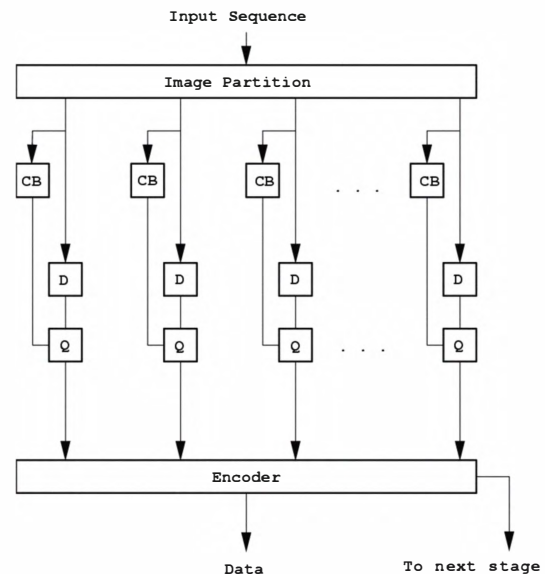 Input Sequence
Image Partition
CB CB CB . . . CB
D D D D
Q Q Q . . . Q
Encoder
Data To next stage